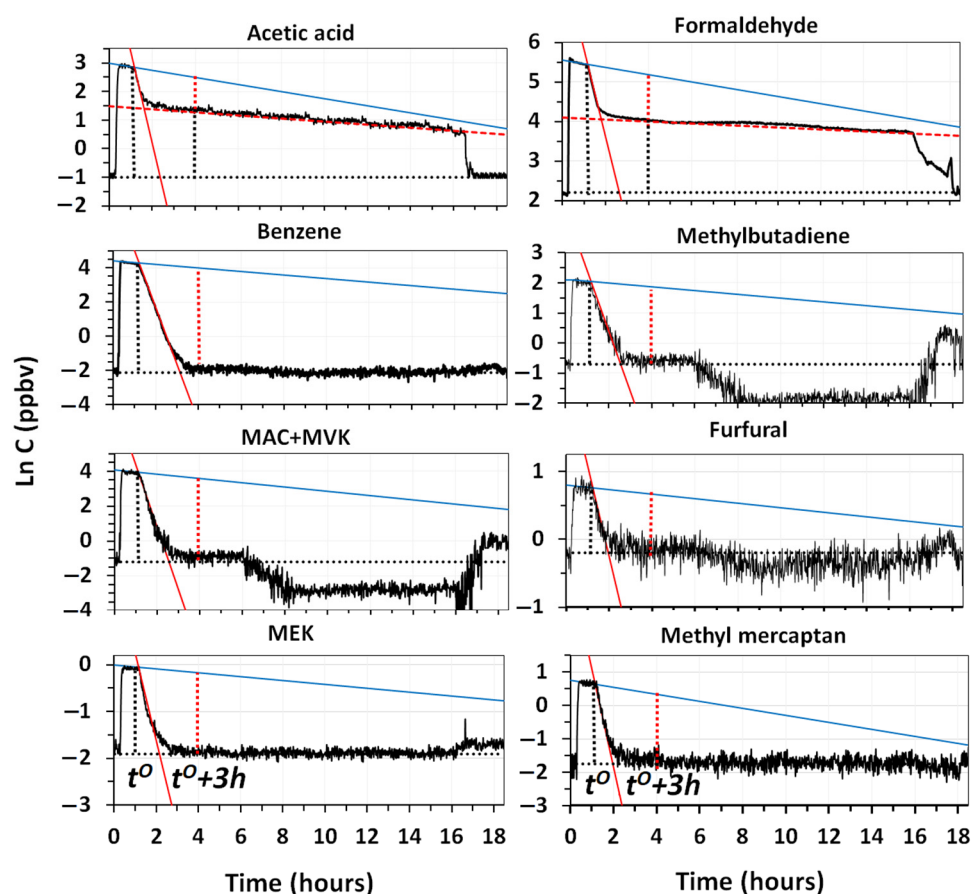 Acetic acid
3
2
1
0
−1
−2
Formaldehyde
6
5
4
3
2
Benzene
4
2
0
−2
−4
Methylbutadiene
3
2
1
0
−1
−2
Ln C (ppbv)
MAC+MVK
4
2
0
−2
−4
Furfural
1
0
−1
MEK
0
−1
−2
−3
t⁰ t⁰+3h
0 2 4 6 8 10 12 14 16 18
Time (hours)
Methyl mercaptan
1
0
−1
−2
−3
t⁰ t⁰+3h
0 2 4 6 8 10 12 14 16 18
Time (hours)